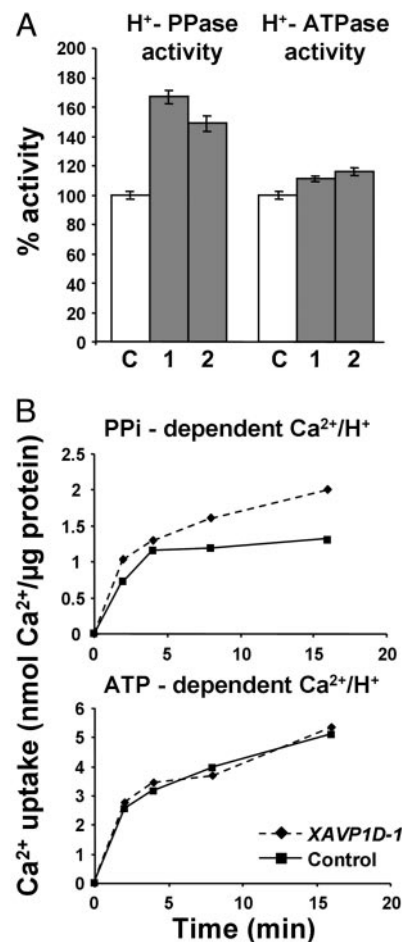 A
H⁺- PPase activity
H⁺- ATPase activity
% activity
200
180
160
140
120
100
80
60
40
20
0
C 1 2 C 1 2
B
Ca²⁺ uptake (nmol Ca²⁺/µg protein)
PPi - dependent Ca²⁺/H⁺
2.5
2
1.5
1
0.5
0
0 5 10 15 20
ATP - dependent Ca²⁺/H⁺
6
5
4
3
2
1
0
XAVP1D-1
Control
0 5 10 15 20
Time (min)